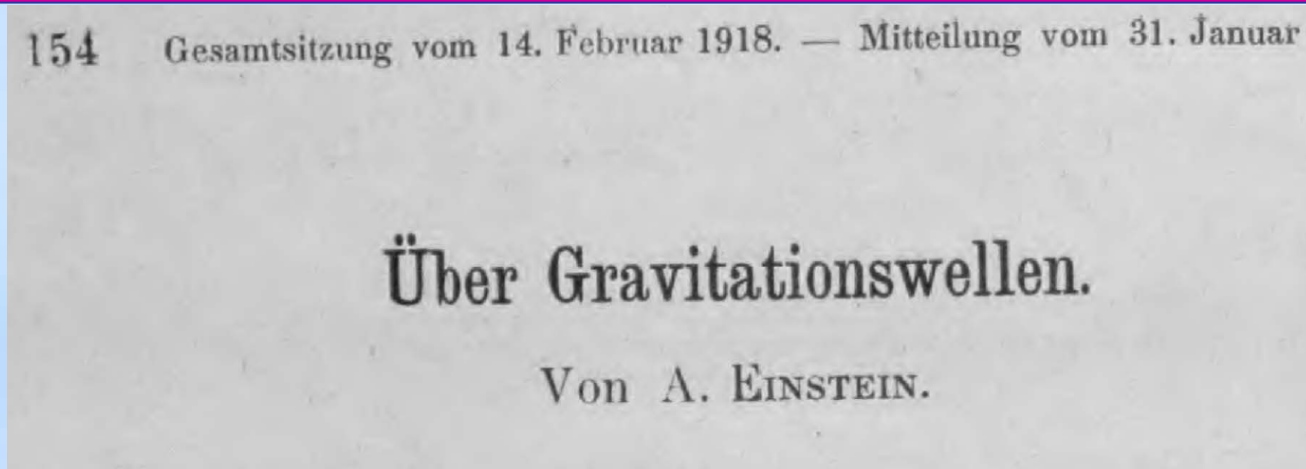 154 Gesamtsitzung vom 14. Februar 1918. — Mitteilung vom 31. Januar
Über Gravitationswellen.
Von A. EINSTEIN.